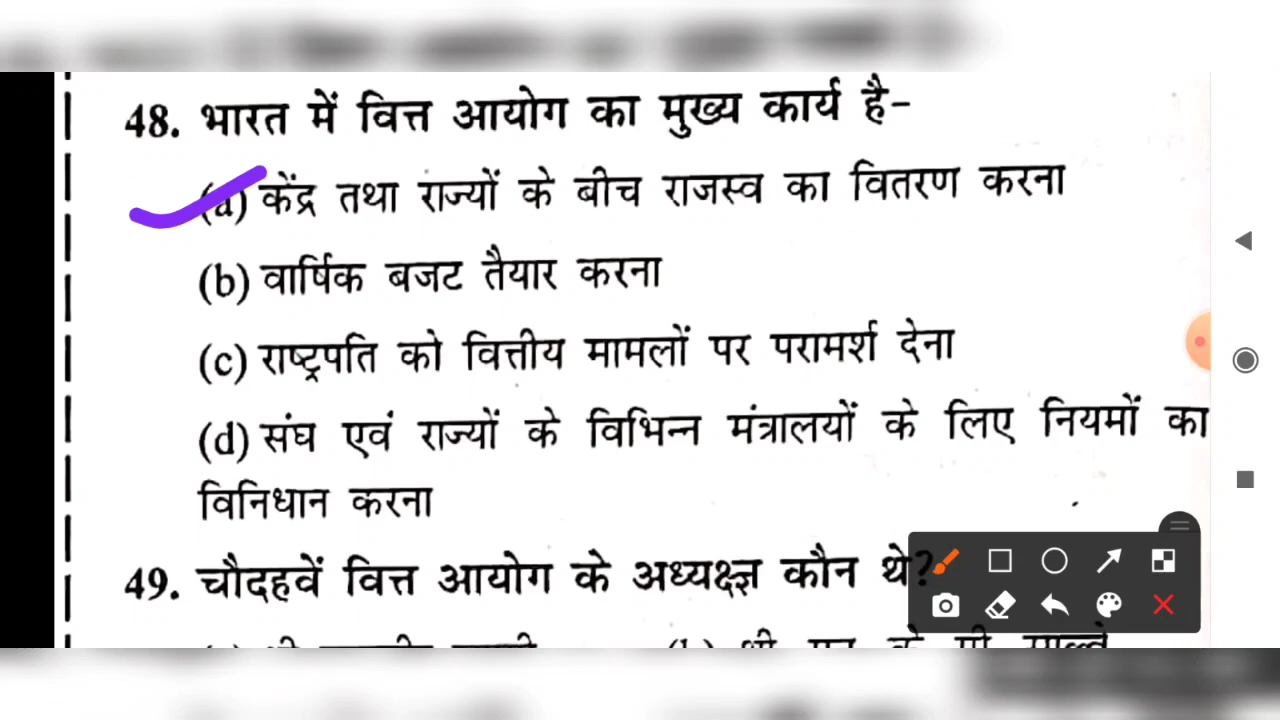 48. भारत में वित्त आयोग का मुख्य कार्य है-
(a) केंद्र तथा राज्यों के बीच राजस्व का वितरण करना
(b) वार्षिक बजट तैयार करना
(c) राष्ट्रपति को वित्तीय मामलों पर परामर्श देना
(d) संघ एवं राज्यों के विभिन्न मंत्रालयों के लिए नियमों का
विनिधान करना
49. चौदहवें वित्त आयोग के अध्यक्ष्ज्ञ कौन थे?